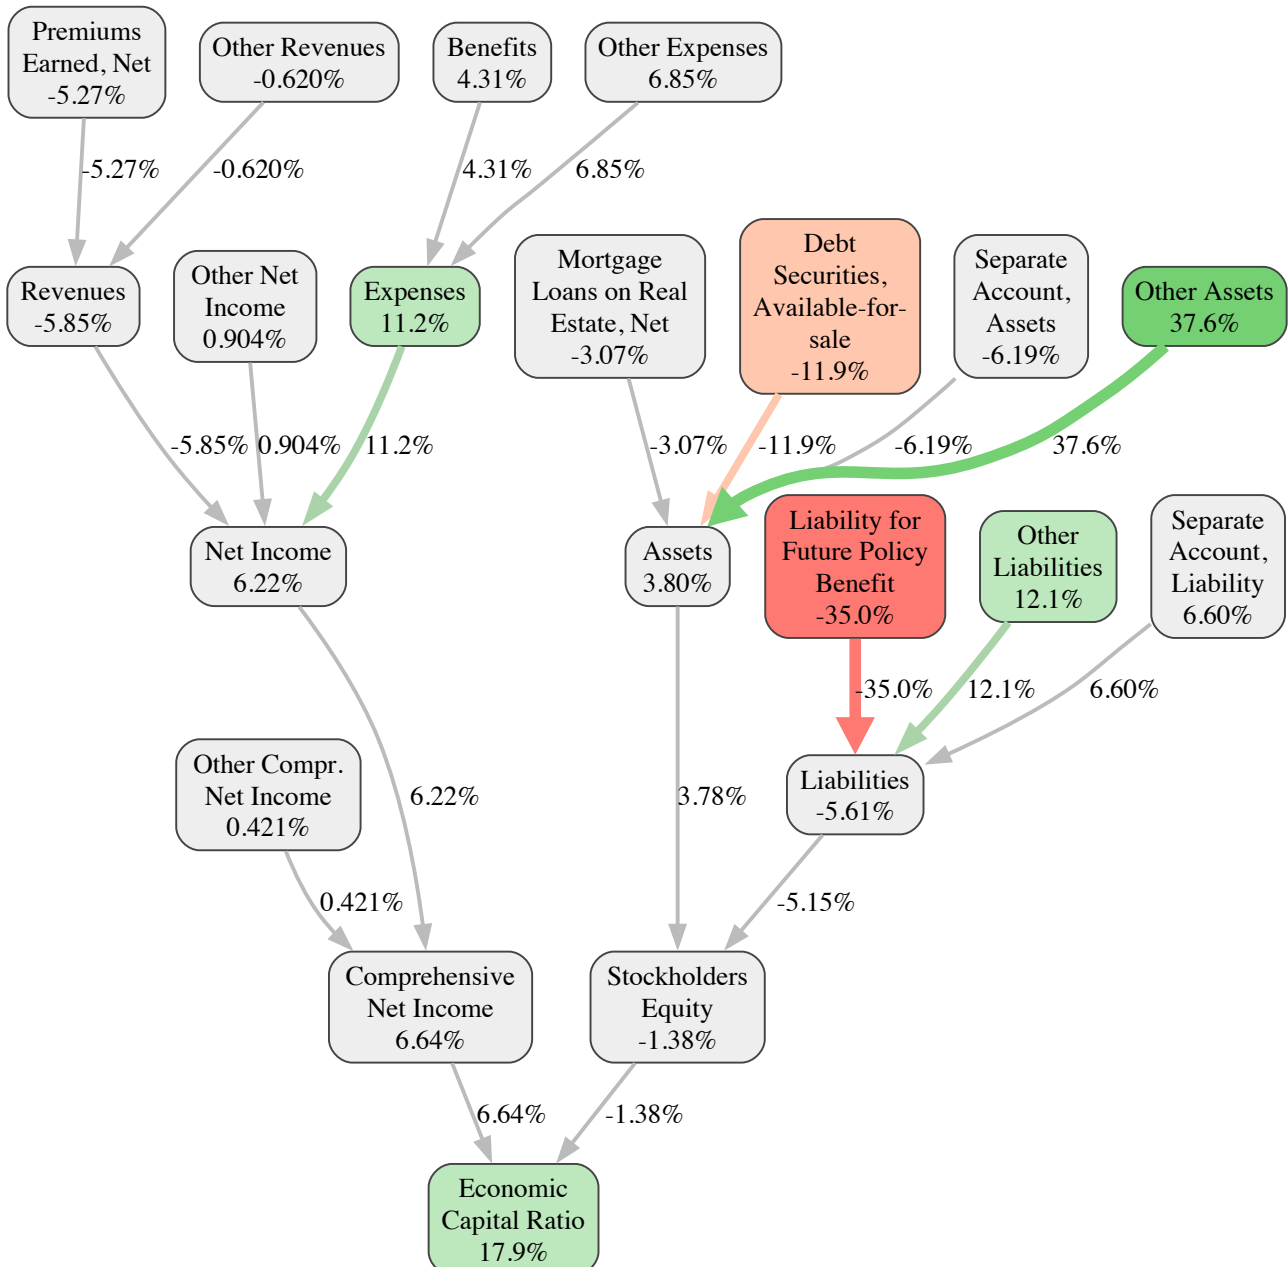 Premiums
Earned, Net
-5.27%
Other Revenues
-0.620%
Benefits
4.31%
Other Expenses
6.85%
-5.27%
-0.620%
4.31%
6.85%
Revenues
-5.85%
Other Net
Income
0.904%
Expenses
11.2%
Mortgage
Loans on Real
Estate, Net
-3.07%
Debt
Securities,
Available-for-
sale
-11.9%
Separate
Account,
Assets
-6.19%
Other Assets
37.6%
-5.85%
0.904%
11.2%
-3.07%
-11.9%
-6.19%
37.6%
Net Income
6.22%
Assets
3.80%
Liability for
Future Policy
Benefit
-35.0%
Other
Liabilities
12.1%
Separate
Account,
Liability
6.60%
-35.0%
12.1%
6.60%
Other Compr.
Net Income
0.421%
6.22%
3.78%
Liabilities
-5.61%
0.421%
-5.15%
Comprehensive
Net Income
6.64%
Stockholders
Equity
-1.38%
6.64%
-1.38%
Economic
Capital Ratio
17.9%